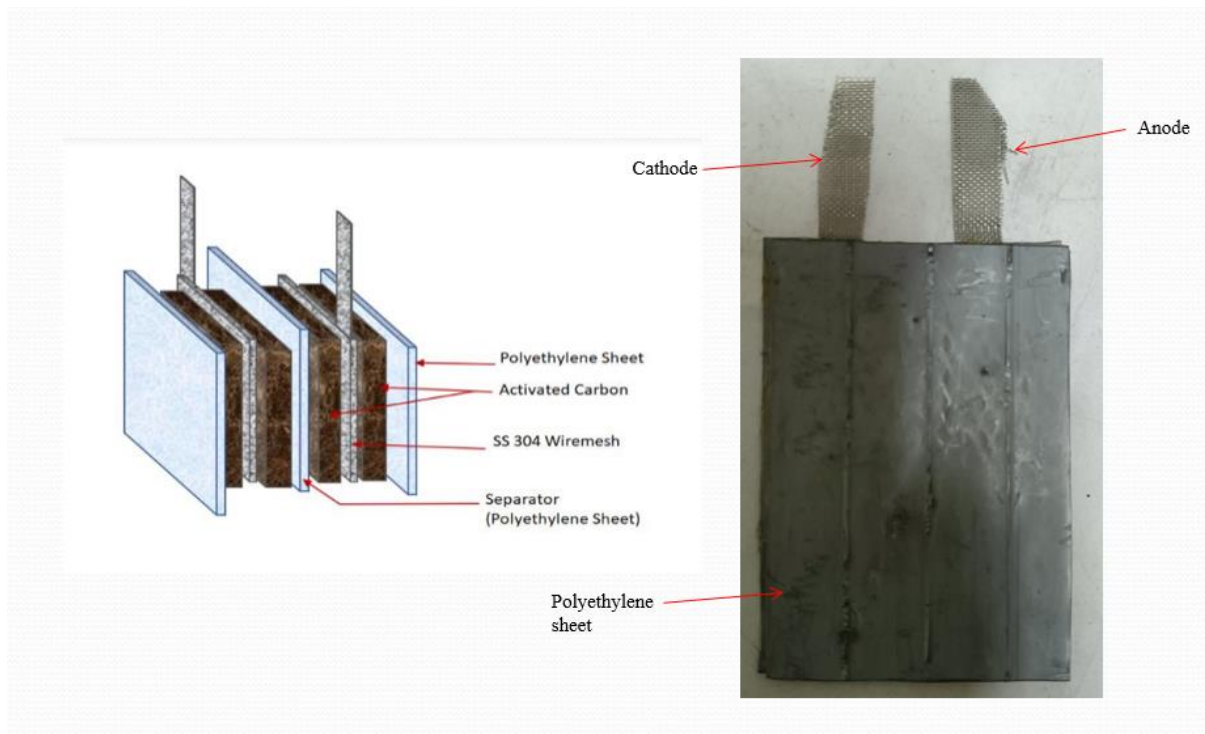 Polyethylene Sheet
Activated Carbon
SS 304 Wiremesh
Separator
(Polyethylene Sheet)
Cathode
Anode
Polyethylene
sheet